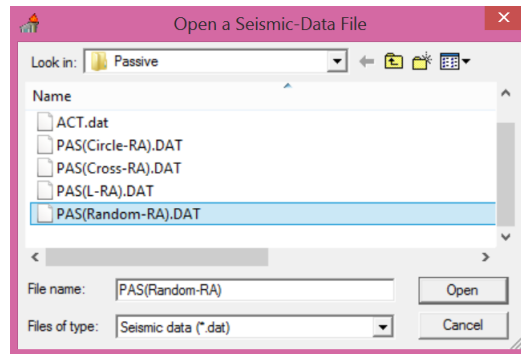 Open a Seismic-Data File
Look in: Passive
Name
ACT.dat
PAS(Circle-RA).DAT
PAS(Cross-RA).DAT
PAS(L-RA).DAT
PAS(Random-RA).DAT
File name: PAS(Random-RA) Open
Files of type: Seismic data (*.dat) Cancel